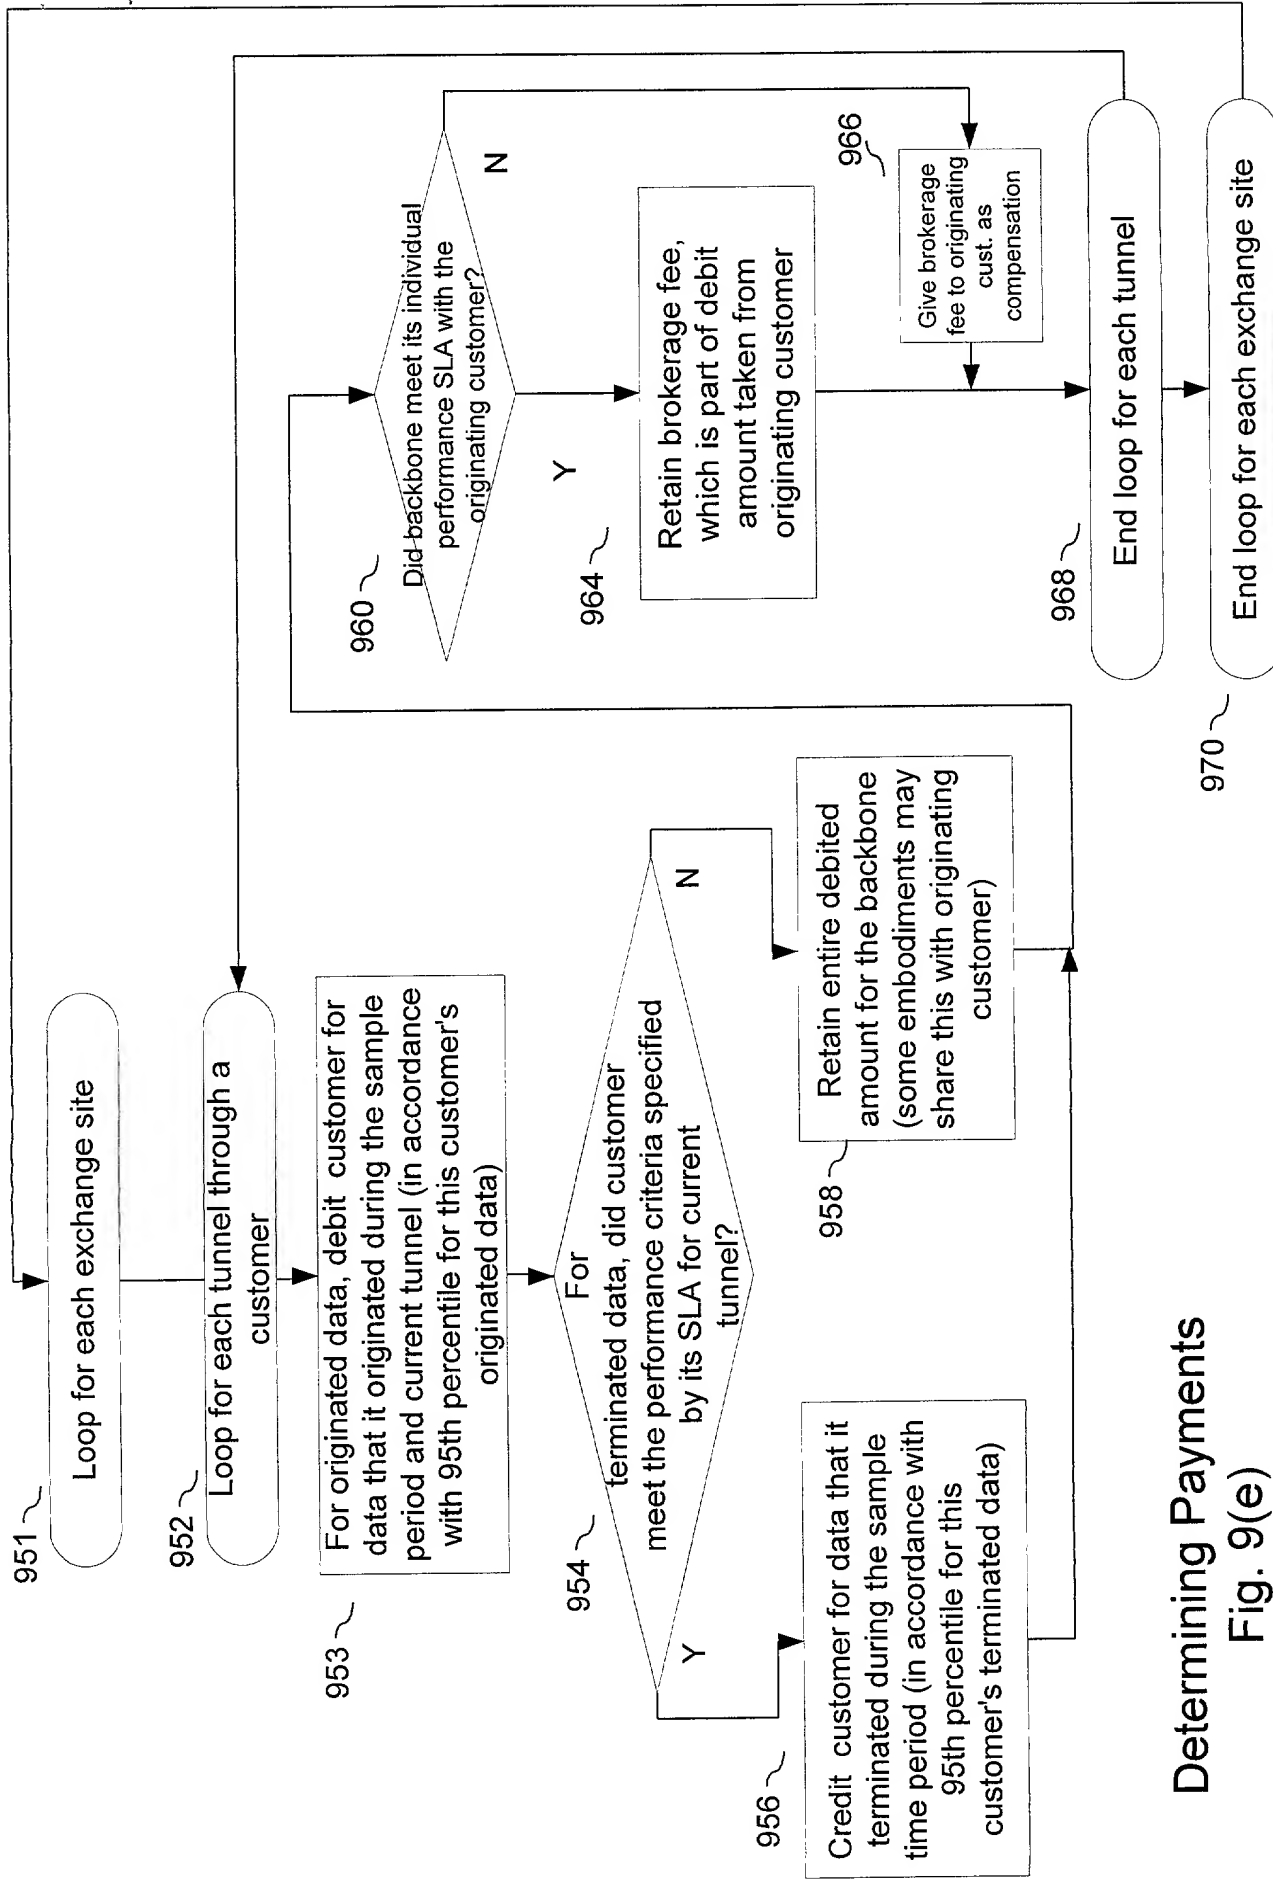 951
Loop for each exchange site
952
Loop for each tunnel through a
customer
953
For originated data, debit customer for
data that it originated during the sample
period and current tunnel (in accordance
with 95th percentile for this customer's
originated data)
954
For
terminated data, did customer
meet the performance criteria specified
by its SLA for current
tunnel?
Y
N
956
Credit customer for data that it
terminated during the sample
time period (in accordance with
95th percentile for this
customer's terminated data)
958
Retain entire debited
amount for the backbone
(some embodiments may
share this with originating
customer)
960
Did backbone meet its individual
performance SLA with the
originating customer?
N
Y
964
Retain brokerage fee,
which is part of debit
amount taken from
originating customer
966
Give brokerage
fee to originating
cust. as
compensation
968
End loop for each tunnel
970
End loop for each exchange site
Determining Payments
Fig. 9(e)